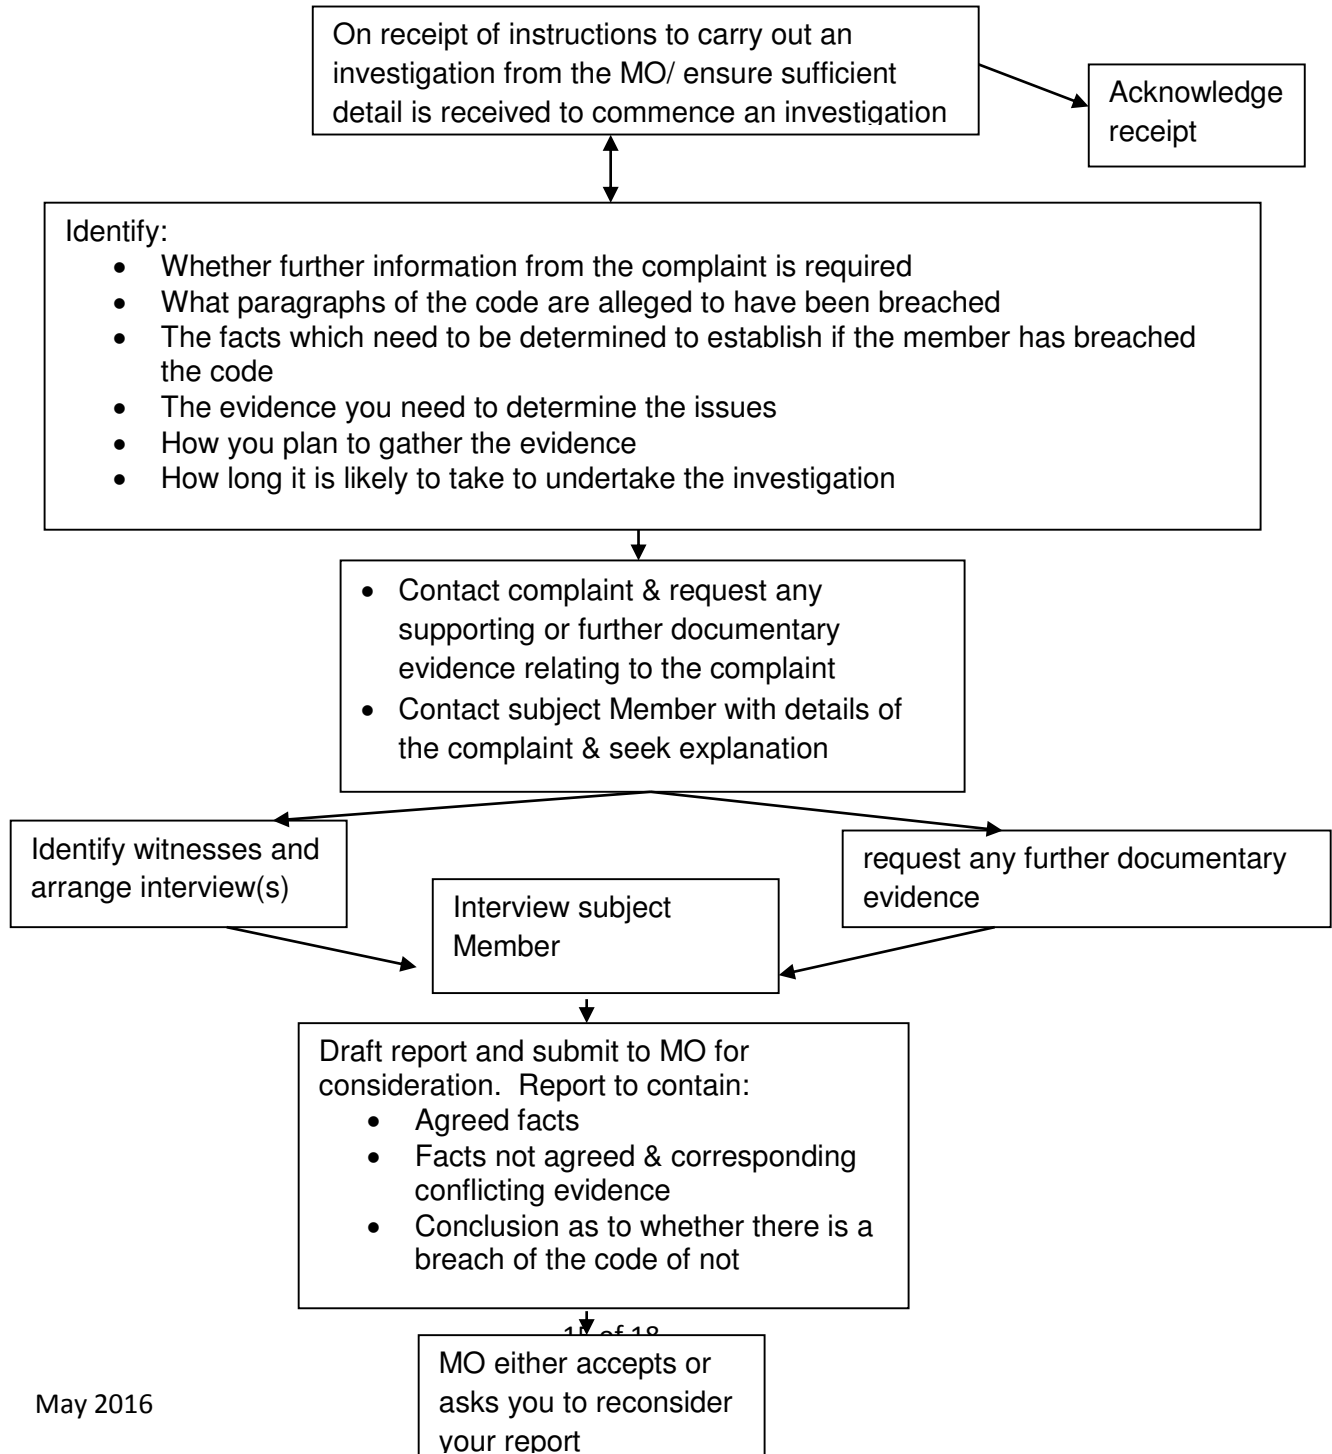 On receipt of instructions to carry out an
investigation from the MO/ ensure sufficient
detail is received to commence an investigation
Acknowledge
receipt
Identify:
• Whether further information from the complaint is required
• What paragraphs of the code are alleged to have been breached
• The facts which need to be determined to establish if the member has breached
the code
• The evidence you need to determine the issues
• How you plan to gather the evidence
• How long it is likely to take to undertake the investigation
• Contact complaint & request any
supporting or further documentary
evidence relating to the complaint
• Contact subject Member with details of
the complaint & seek explanation
Identify witnesses and
arrange interview(s)
request any further documentary
evidence
Interview subject
Member
Draft report and submit to MO for
consideration. Report to contain:
• Agreed facts
• Facts not agreed & corresponding
conflicting evidence
• Conclusion as to whether there is a
breach of the code of not
of 18
MO either accepts or
asks you to reconsider
your report
May 2016